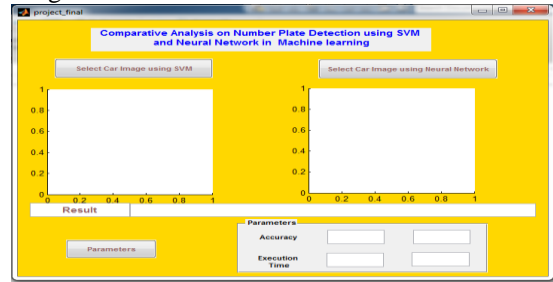 project_final
Comparative Analysis on Number Plate Detection using SVM
and Neural Network in Machine learning
Select Car Image using SVM
Select Car Image using Neural Network
1
0.8
0.6
0.4
0.2
0
0 0.2 0.4 0.6 0.8 1
1
0.8
0.6
0.4
0.2
0
0 0.2 0.4 0.6 0.8 1
Result
Parameters
Parameters
Accuracy
Execution
Time